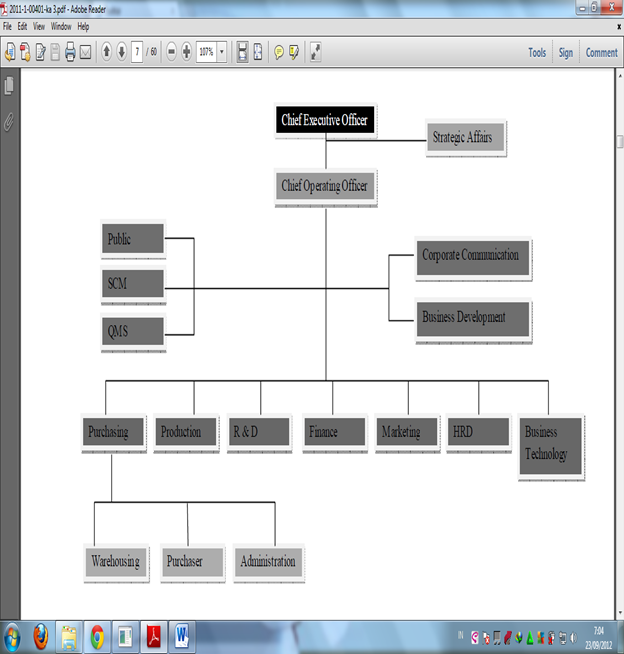 2011-1-00401-ka 3.pdf - Adobe Reader
File Edit View Window Help
7 / 60
107%
Tools Sign Comment
Chief Executive Officer
Strategic Affairs
Chief Operating Officer
Public
SCM
QMS
Corporate Communication
Business Development
Purchasing
Production
R & D
Finance
Marketing
HRD
Business
Technology
Warehousing
Purchaser
Administration
IN
7:04
23/09/2012